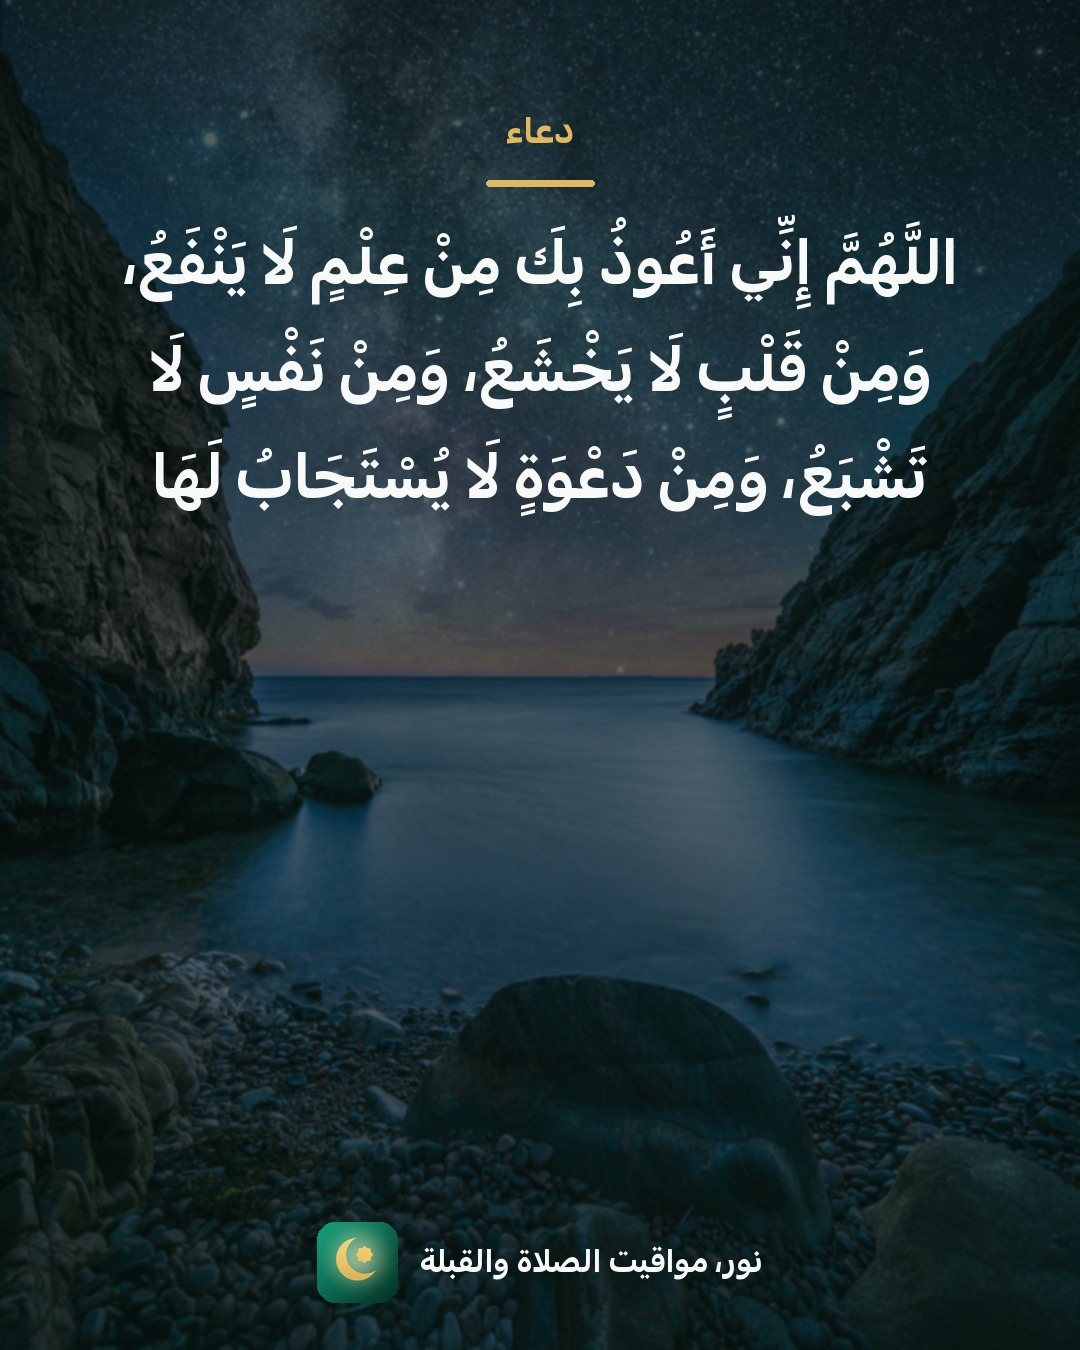 دعاء
اللَّهُمَّ إِنِّي أَعُوذُ بِكَ مِنْ عِلْمٍ لَا يَنْفَعُ،
وَمِنْ قَلْبٍ لَا يَخْشَعُ، وَمِنْ نَفْسٍ لَا
تَشْبَعُ، وَمِنْ دَعْوَةٍ لَا يُسْتَجَابُ لَهَا
نور، مواقيت الصلاة والقبلة